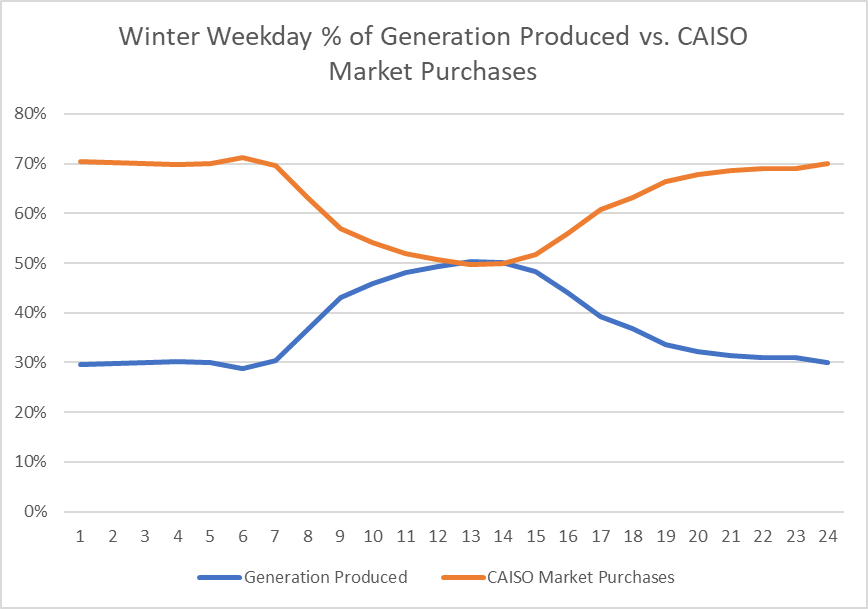 Winter Weekday % of Generation Produced vs. CAISO
Market Purchases
80%
70%
60%
50%
40%
30%
20%
10%
0%
1 2 3 4 5 6 7 8 9 10 11 12 13 14 15 16 17 18 19 20 21 22 23 24
Generation Produced CAISO Market Purchases